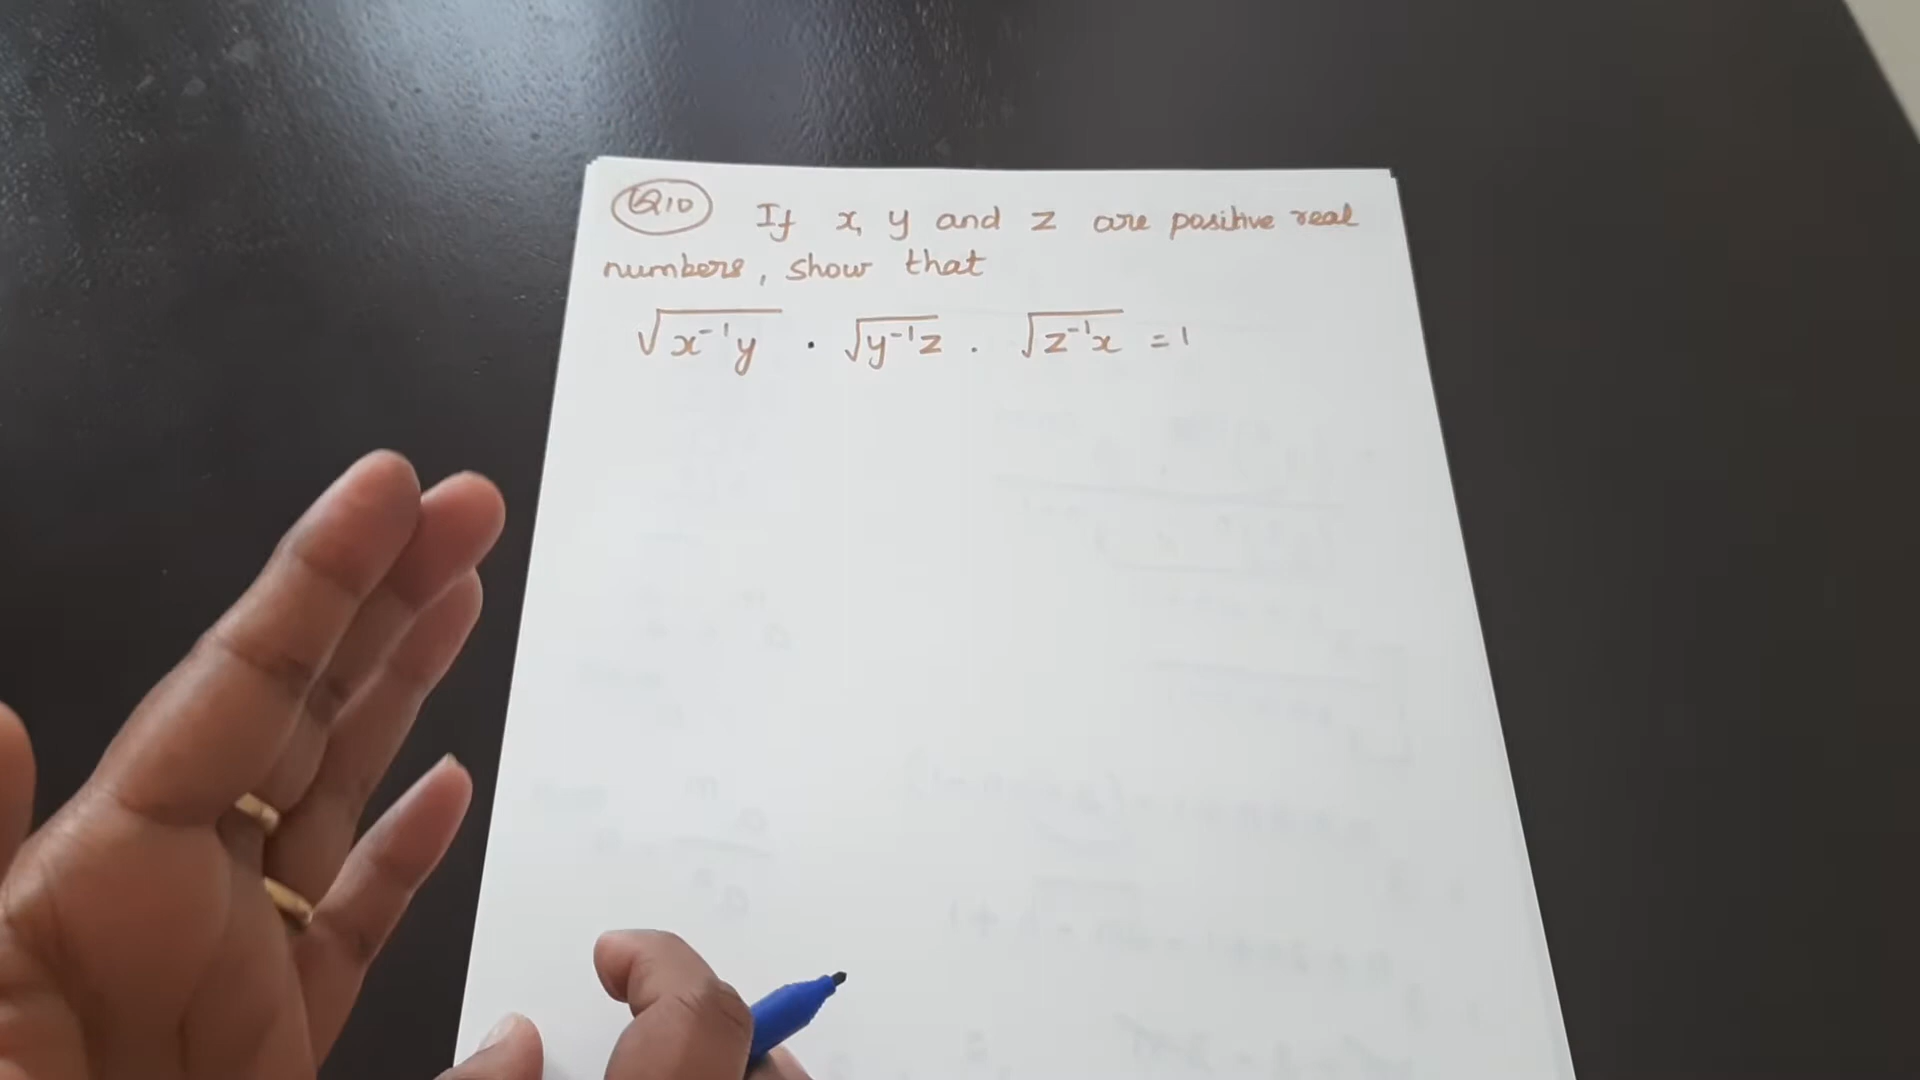 Q10 If x, y and z are positive real
numbers, show that
√x⁻¹y · √y⁻¹z . √z⁻¹x = 1